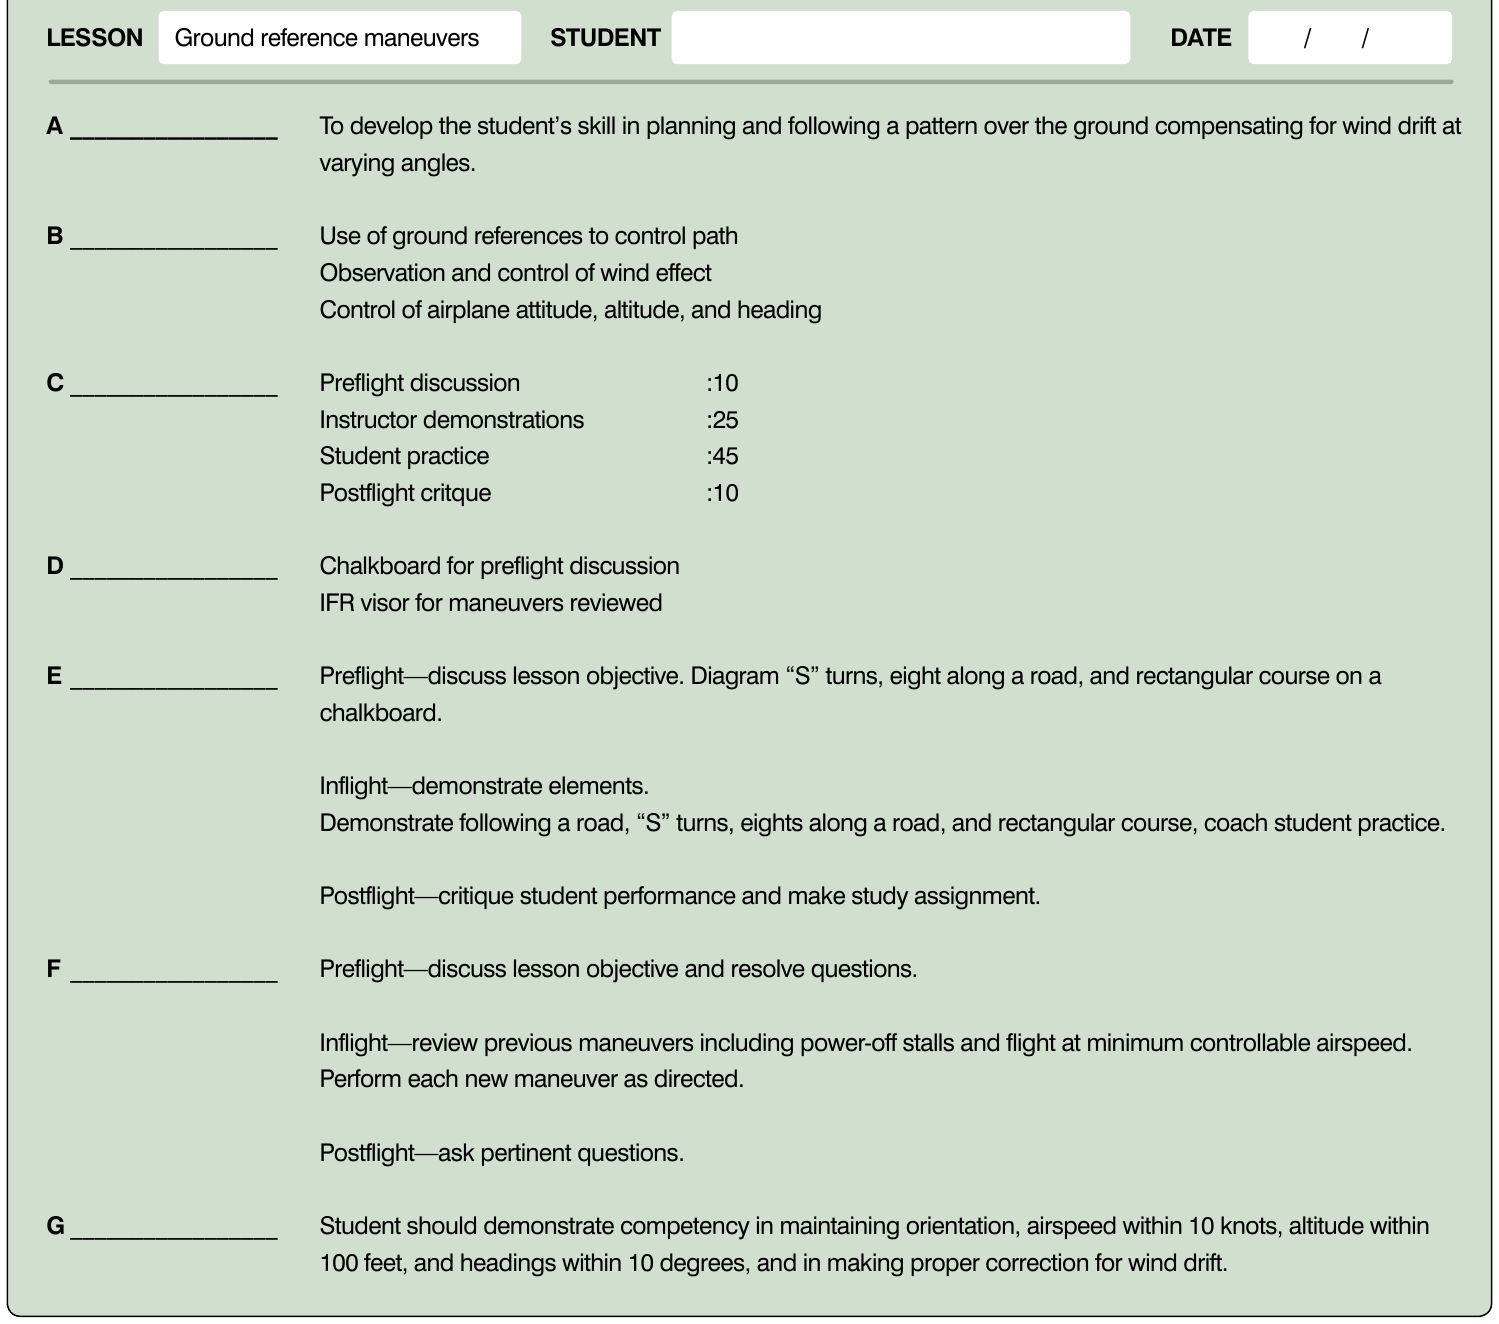 LESSON Ground reference maneuvers STUDENT DATE / /
A ________________ To develop the student’s skill in planning and following a pattern over the ground compensating for wind drift at
varying angles.
B ________________ Use of ground references to control path
Observation and control of wind effect
Control of airplane attitude, altitude, and heading
C ________________ Preflight discussion :10
Instructor demonstrations :25
Student practice :45
Postflight critque :10
D ________________ Chalkboard for preflight discussion
IFR visor for maneuvers reviewed
E ________________ Preflight—discuss lesson objective. Diagram “S” turns, eight along a road, and rectangular course on a
chalkboard.
Inflight—demonstrate elements.
Demonstrate following a road, “S” turns, eights along a road, and rectangular course, coach student practice.
Postflight—critique student performance and make study assignment.
F ________________ Preflight—discuss lesson objective and resolve questions.
Inflight—review previous maneuvers including power-off stalls and flight at minimum controllable airspeed.
Perform each new maneuver as directed.
Postflight—ask pertinent questions.
G ________________ Student should demonstrate competency in maintaining orientation, airspeed within 10 knots, altitude within
100 feet, and headings within 10 degrees, and in making proper correction for wind drift.